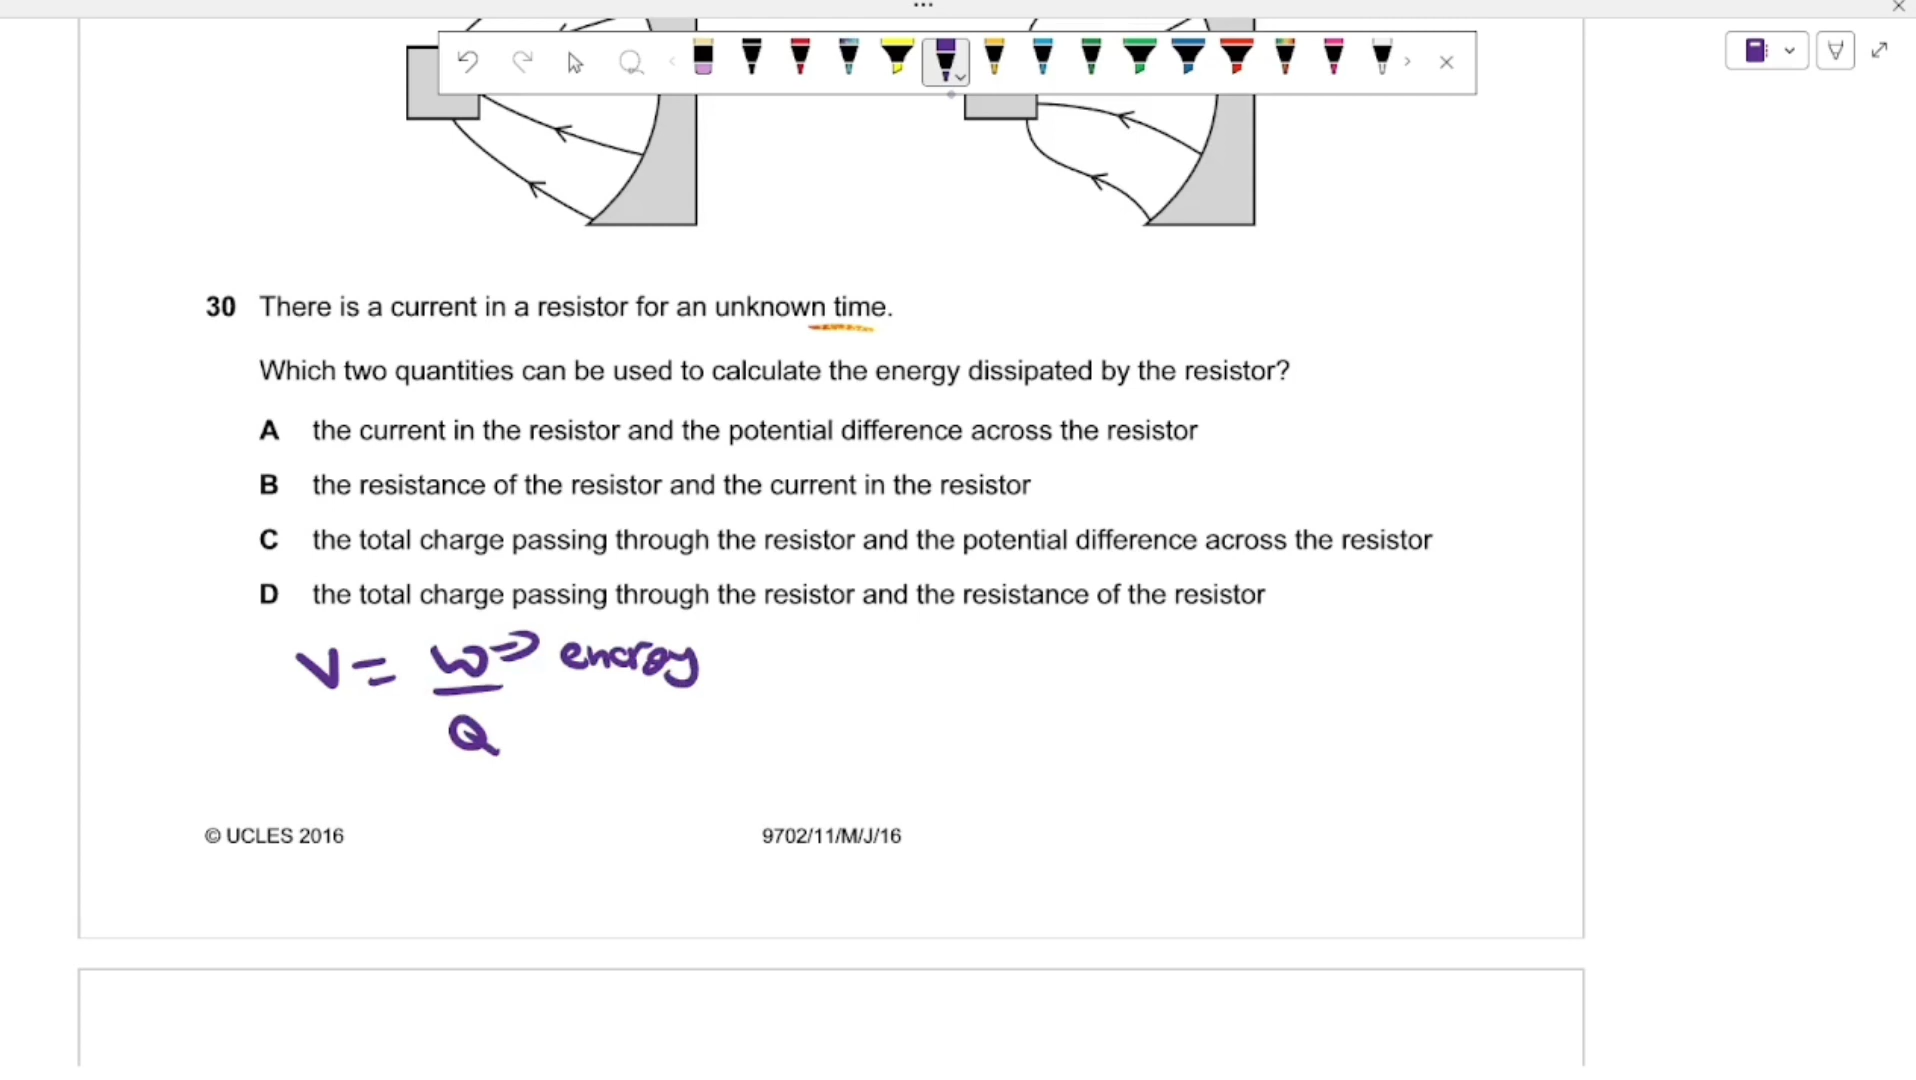 30 There is a current in a resistor for an unknown time.
Which two quantities can be used to calculate the energy dissipated by the resistor?
A the current in the resistor and the potential difference across the resistor
B the resistance of the resistor and the current in the resistor
C the total charge passing through the resistor and the potential difference across the resistor
D the total charge passing through the resistor and the resistance of the resistor
V = W ⇒ energy
Q
© UCLES 2016 9702/11/M/J/16